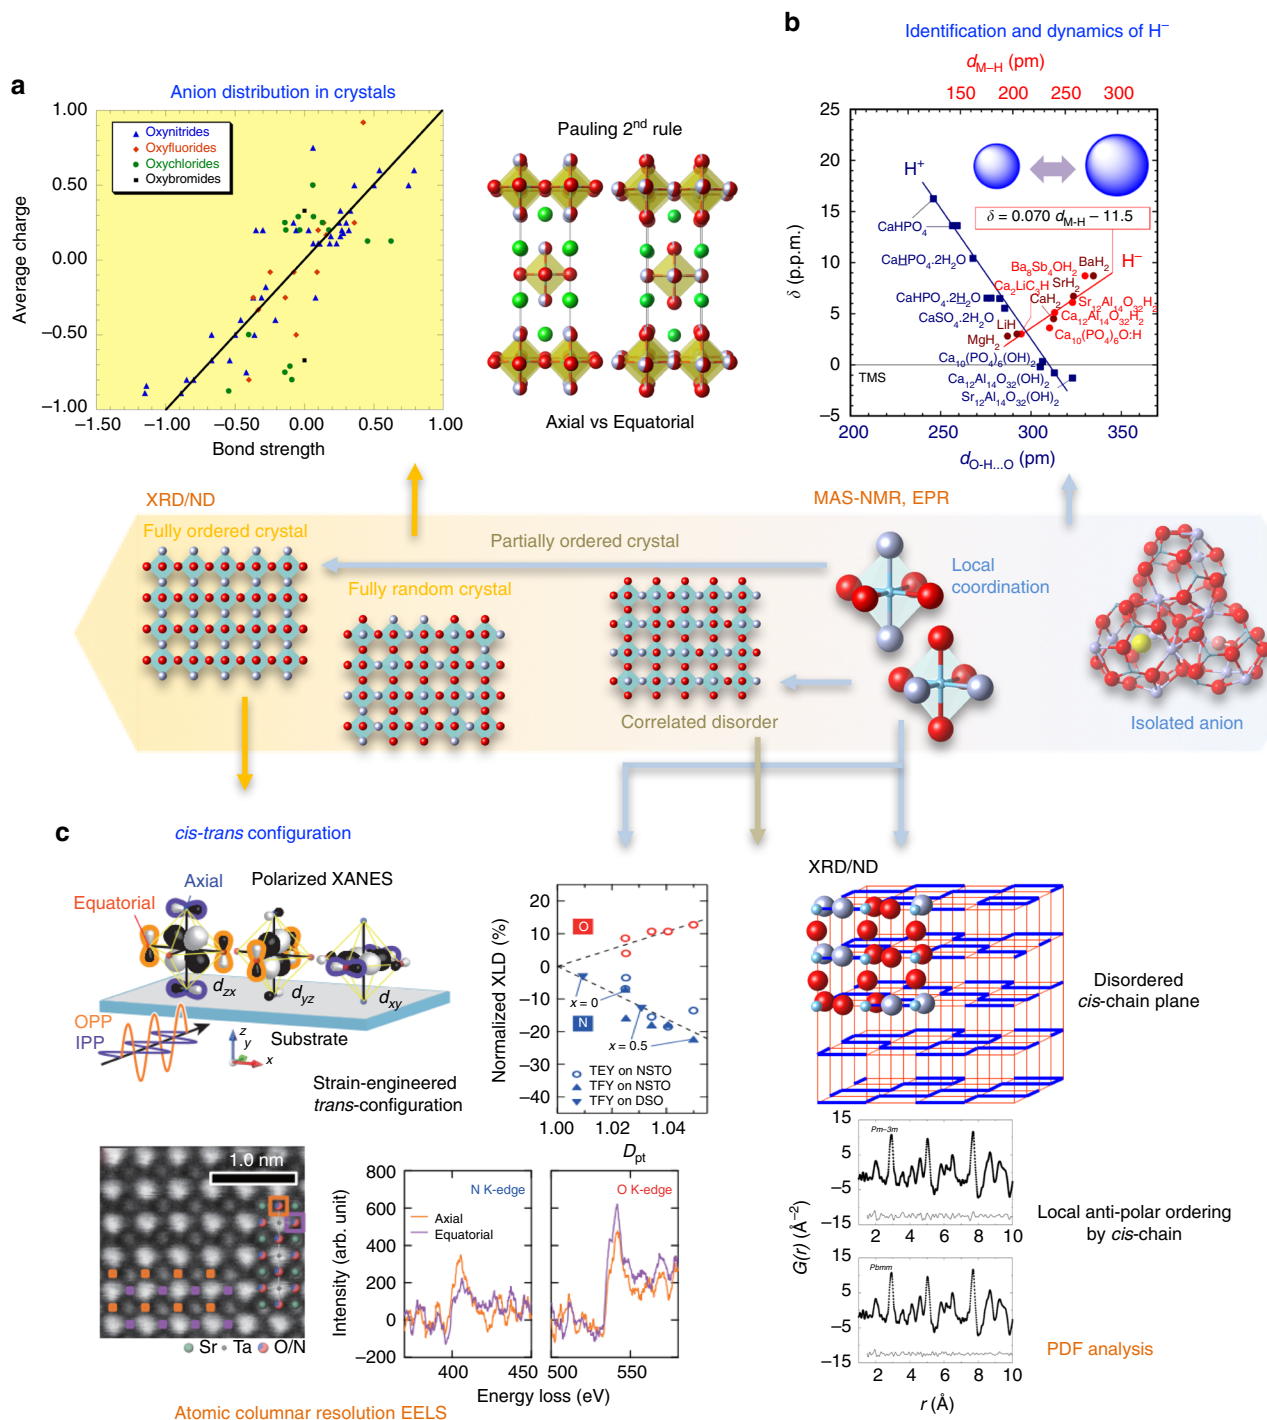 a
Anion distribution in crystals
1.00
0.50
0.00
−0.50
−1.00
Average charge
Oxynitrides
Oxyfluorides
Oxychlorides
Oxybromides
−1.50 −1.00 −0.50 0.00 0.50 1.00
Bond strength
Pauling 2nd rule
Axial vs Equatorial
b
Identification and dynamics of H−
dM–H (pm)
150 200 250 300
25
20
15
10
5
0
−5
δ (p.p.m.)
H+
δ = 0.070 dM-H − 11.5
CaHPO4
CaHPO4.2H2O
CaHPO4.2H2O
CaSO4.2H2O
Ba8Sb4OH2
BaH2
H−
Ca2LiC3H
SrH2
CaH2
Sr12Al14O32H2
Ca12Al14O32H2
LiH
MgH2
Ca10(PO4)6O:H
Ca10(PO4)6(OH)2
TMS
Ca12Al14O32(OH)2
Sr12Al14O32(OH)2
200 250 300 350
dO-H...O (pm)
XRD/ND
MAS-NMR, EPR
Fully ordered crystal
Partially ordered crystal
Fully random crystal
Local
coordination
Correlated disorder
Isolated anion
c
cis-trans configuration
Axial
Polarized XANES
Equatorial
dzx
dyz
dxy
OPP
IPP
Substrate
z
y
x
Strain-engineered
trans-configuration
20
10
0
−10
−20
−30
−40
Normalized XLD (%)
O
x = 0
N
x = 0.5
TEY on NSTO
TFY on NSTO
TFY on DSO
1.00 1.02 1.04
Dpt
XRD/ND
Disordered
cis-chain plane
1.0 nm
Sr Ta O/N
800
600
400
200
0
−200
Intensity (arb. unit)
N K-edge
Axial
Equatorial
O K-edge
400 450 500 550
Energy loss (eV)
Atomic columnar resolution EELS
15
5
−5
−15
Pm–3m
2 4 6 8 10
G(r) (Å−2)
Local anti-polar ordering
by cis-chain
15
5
−5
−15
Pbmm
2 4 6 8 10
r (Å)
PDF analysis